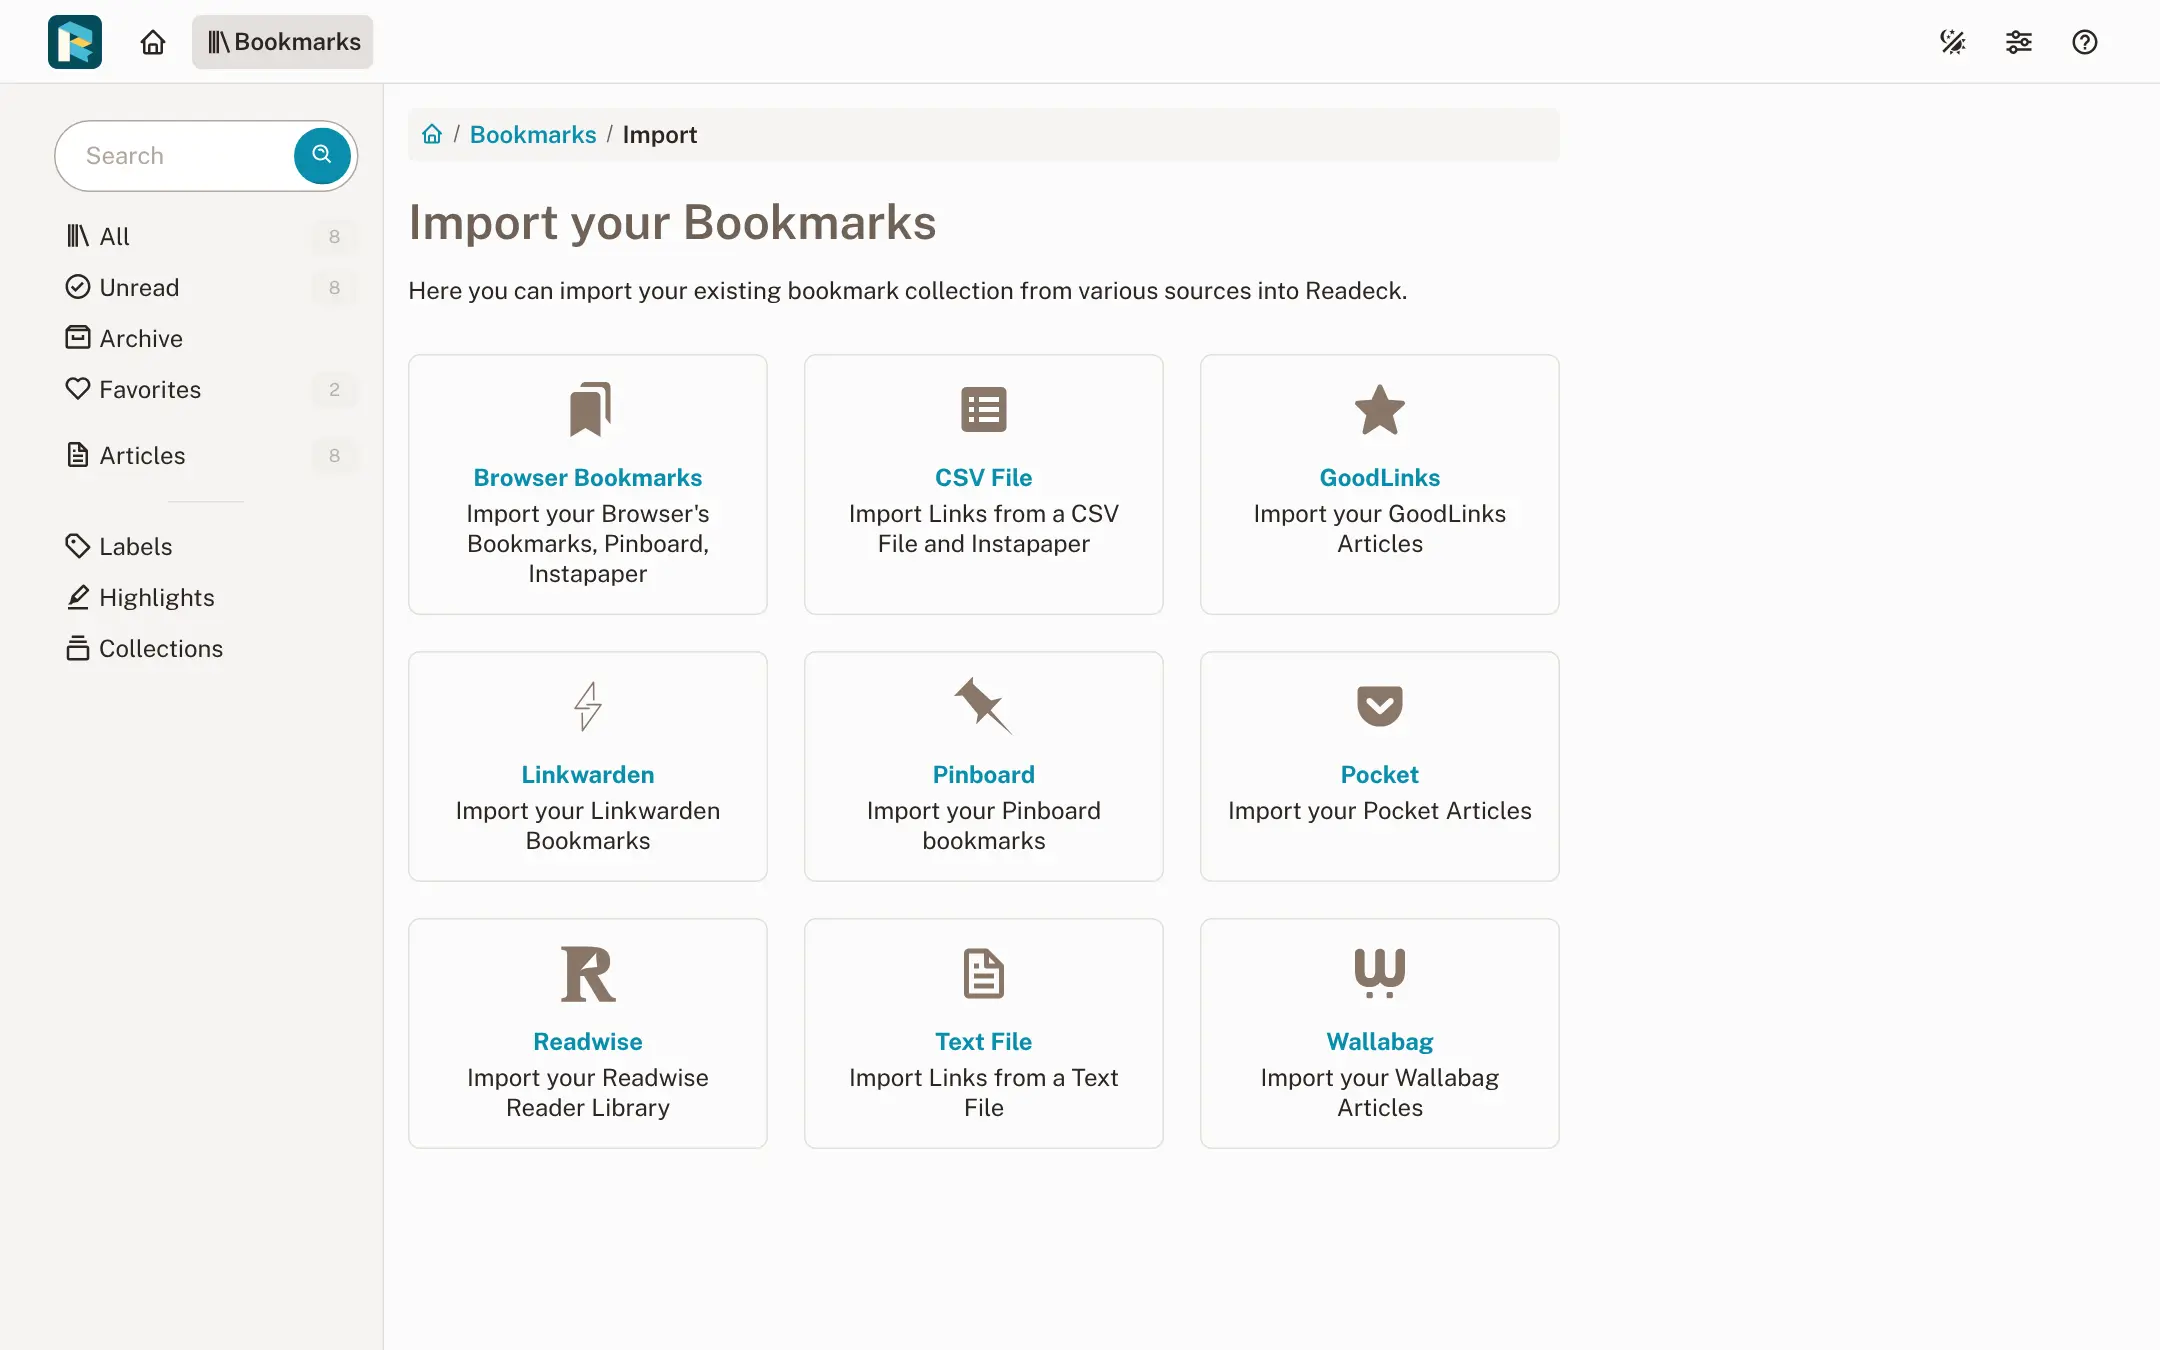 Bookmarks
Search
All 8
Unread 8
Archive
Favorites 2
Articles 8
Labels
Highlights
Collections
/ Bookmarks / Import
Import your Bookmarks
Here you can import your existing bookmark collection from various sources into Readeck.
Browser Bookmarks
Import your Browser's
Bookmarks, Pinboard,
Instapaper
CSV File
Import Links from a CSV
File and Instapaper
GoodLinks
Import your GoodLinks
Articles
Linkwarden
Import your Linkwarden
Bookmarks
Pinboard
Import your Pinboard
bookmarks
Pocket
Import your Pocket Articles
Readwise
Import your Readwise
Reader Library
Text File
Import Links from a Text
File
Wallabag
Import your Wallabag
Articles